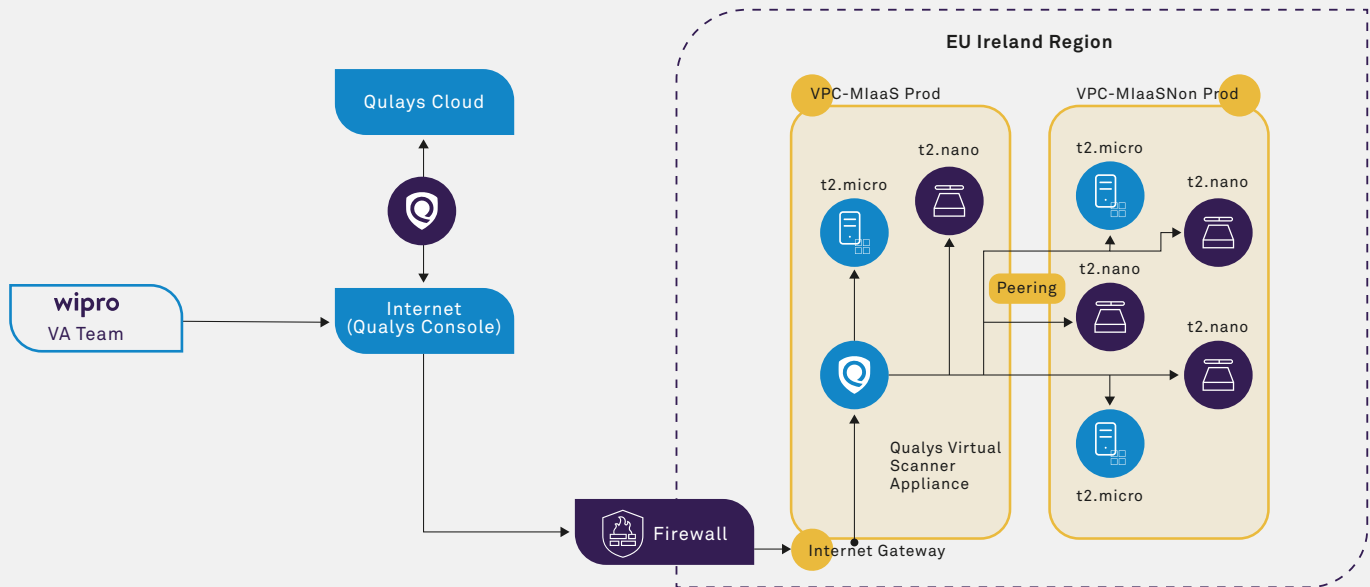 EU Ireland Region
Qulays Cloud
VPC-MIaaS Prod
VPC-MIaaSNon Prod
t2.micro
t2.nano
t2.micro
t2.nano
t2.nano
Peering
wipro
VA Team
Internet
(Qualys Console)
t2.nano
Qualys Virtual
Scanner
Appliance
t2.micro
Firewall
Internet Gateway